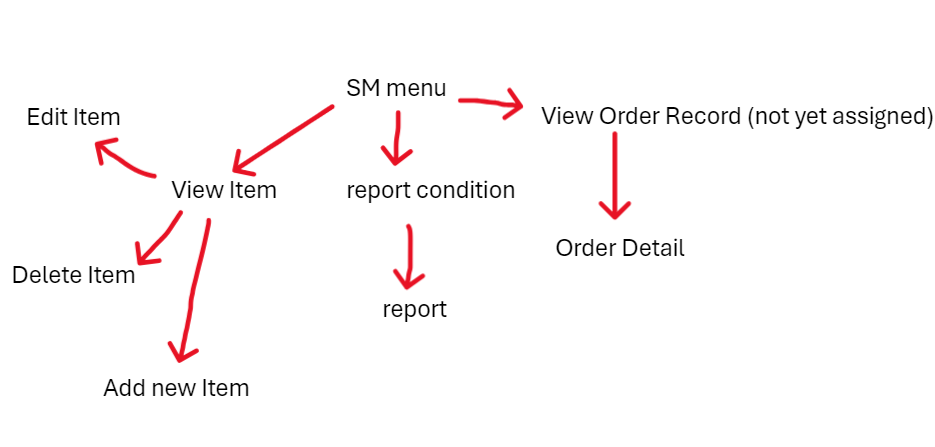 SM menu
Edit Item
View Order Record (not yet assigned)
View Item
report condition
Order Detail
Delete Item
report
Add new Item